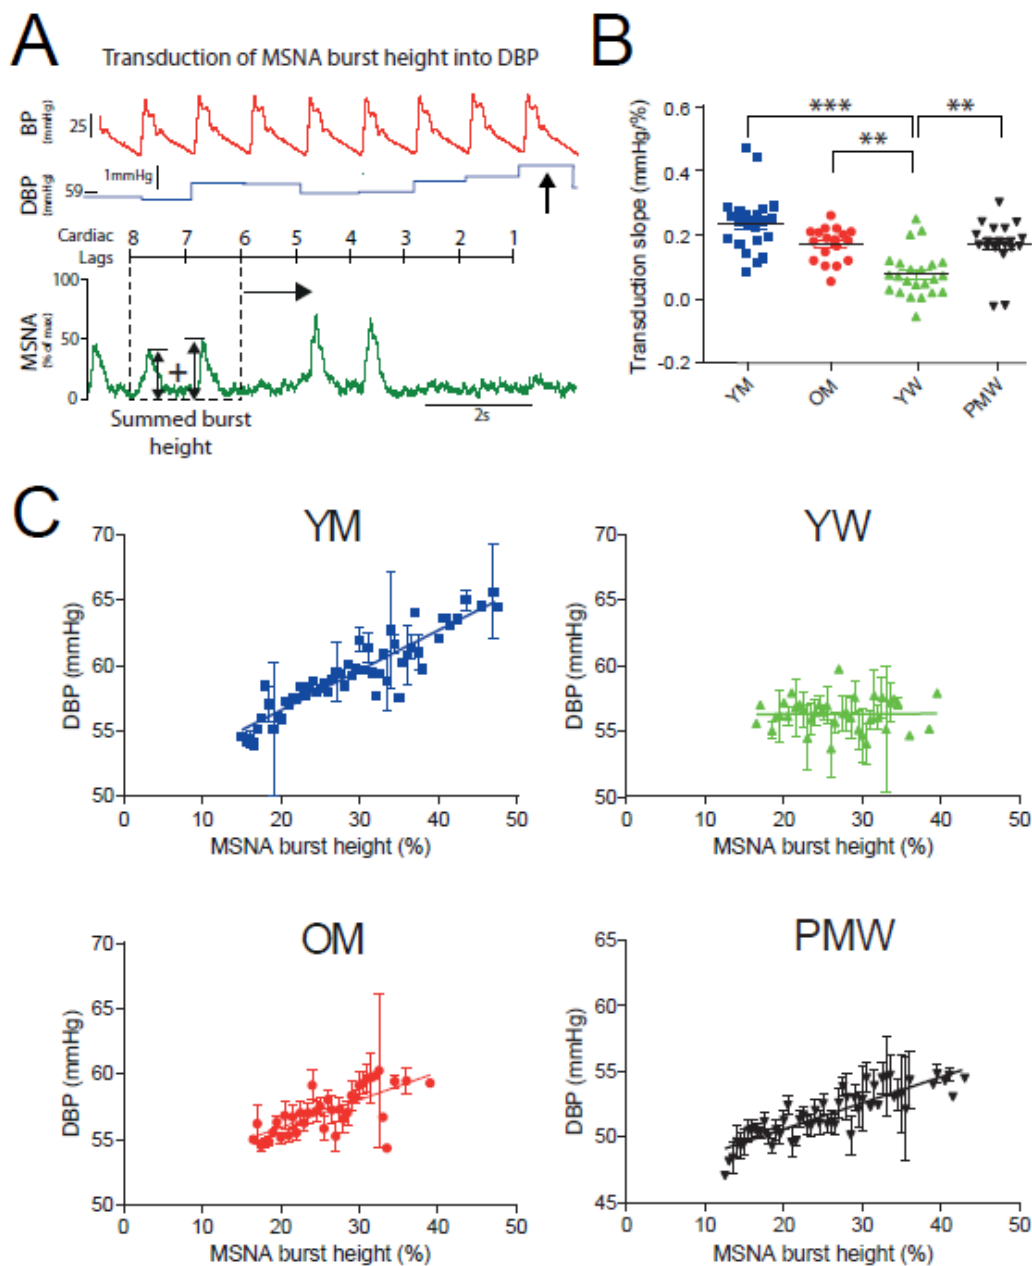 A
Transduction of MSNA burst height into DBP
BP
(mmHg)
25
DBP
(mmHg)
59
1mmHg
Cardiac
Lags
8 7 6 5 4 3 2 1
MSNA
(% of max)
100
50
0
+
Summed burst
height
2s
B
Transduction slope (mmHg/%)
0.6
0.4
0.2
0.0
-0.2
***
**
**
YM
OM
YW
PMW
C
YM
DBP (mmHg)
70
65
60
55
50
0 10 20 30 40 50
MSNA burst height (%)
YW
DBP (mmHg)
70
65
60
55
50
0 10 20 30 40 50
MSNA burst height (%)
OM
DBP (mmHg)
70
65
60
55
50
0 10 20 30 40 50
MSNA burst height (%)
PMW
DBP (mmHg)
65
60
55
50
45
0 10 20 30 40 50
MSNA burst height (%)